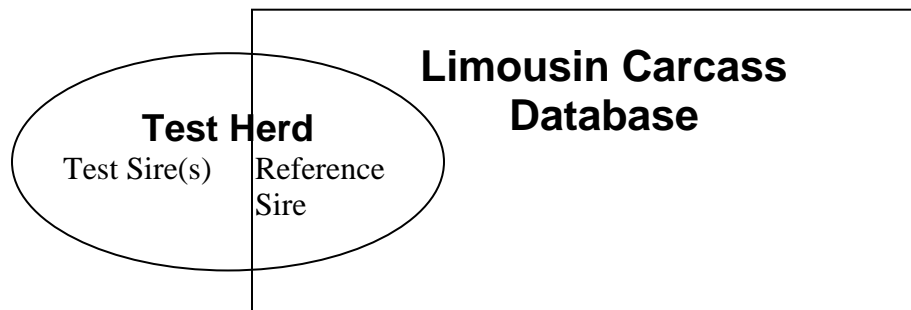 Limousin Carcass
Database
Test Herd
Test Sire(s)
Reference
Sire